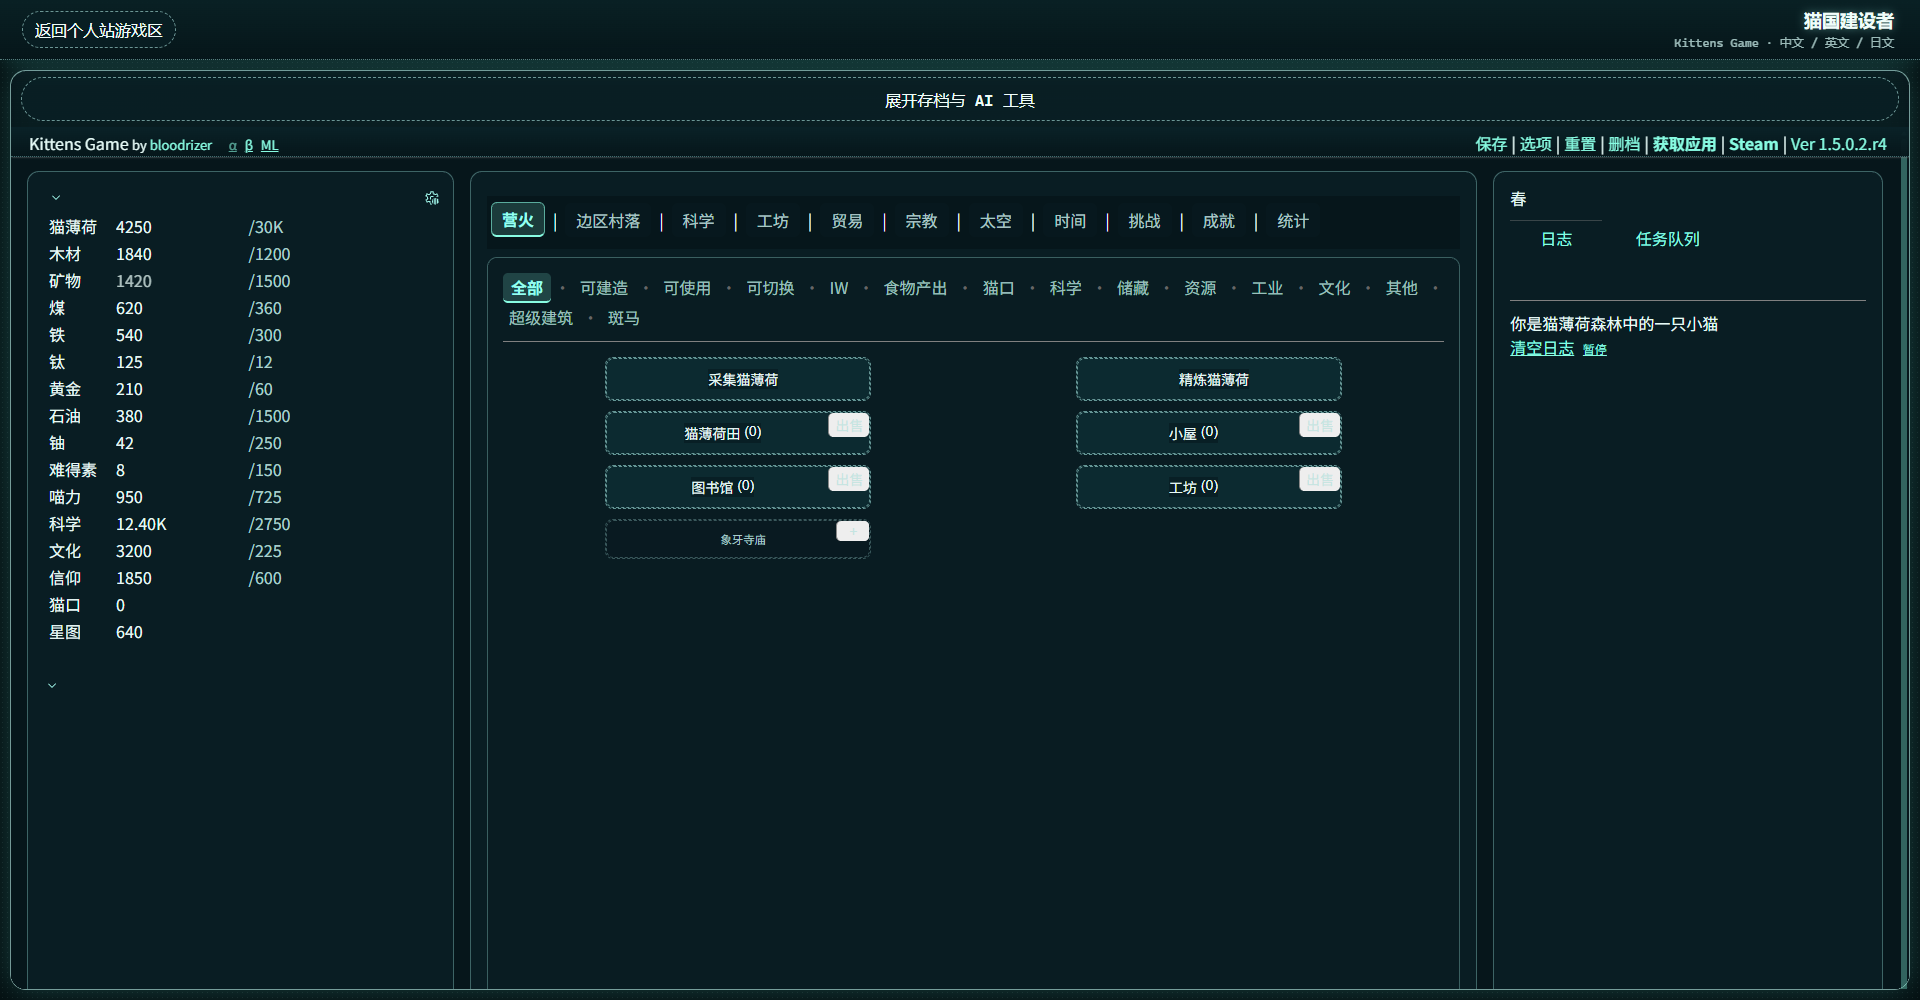 返回个人站游戏区
猫国建设者
Kittens Game · 中文 / 英文 / 日文
展开存档与 AI 工具
Kittens Game by bloodrizer α β ML
保存 | 选项 | 重置 | 删档 | 获取应用 | Steam | Ver 1.5.0.2.r4
猫薄荷 4250 /30K
木材 1840 /1200
矿物 1420 /1500
煤 620 /360
铁 540 /300
钛 125 /12
黄金 210 /60
石油 380 /1500
铀 42 /250
难得素 8 /150
喵力 950 /725
科学 12.40K /2750
文化 3200 /225
信仰 1850 /600
猫口 0
星图 640
营火 | 边区村落 | 科学 | 工坊 | 贸易 | 宗教 | 太空 | 时间 | 挑战 | 成就 | 统计
全部 • 可建造 • 可使用 • 可切换 • IW • 食物产出 • 猫口 • 科学 • 储藏 • 资源 • 工业 • 文化 • 其他 •
超级建筑 • 斑马
采集猫薄荷
精炼猫薄荷
猫薄荷田 (0) 出售
小屋 (0) 出售
图书馆 (0) 出售
工坊 (0) 出售
象牙寺庙 +
春
日志 任务队列
你是猫薄荷森林中的一只小猫
清空日志 暂停